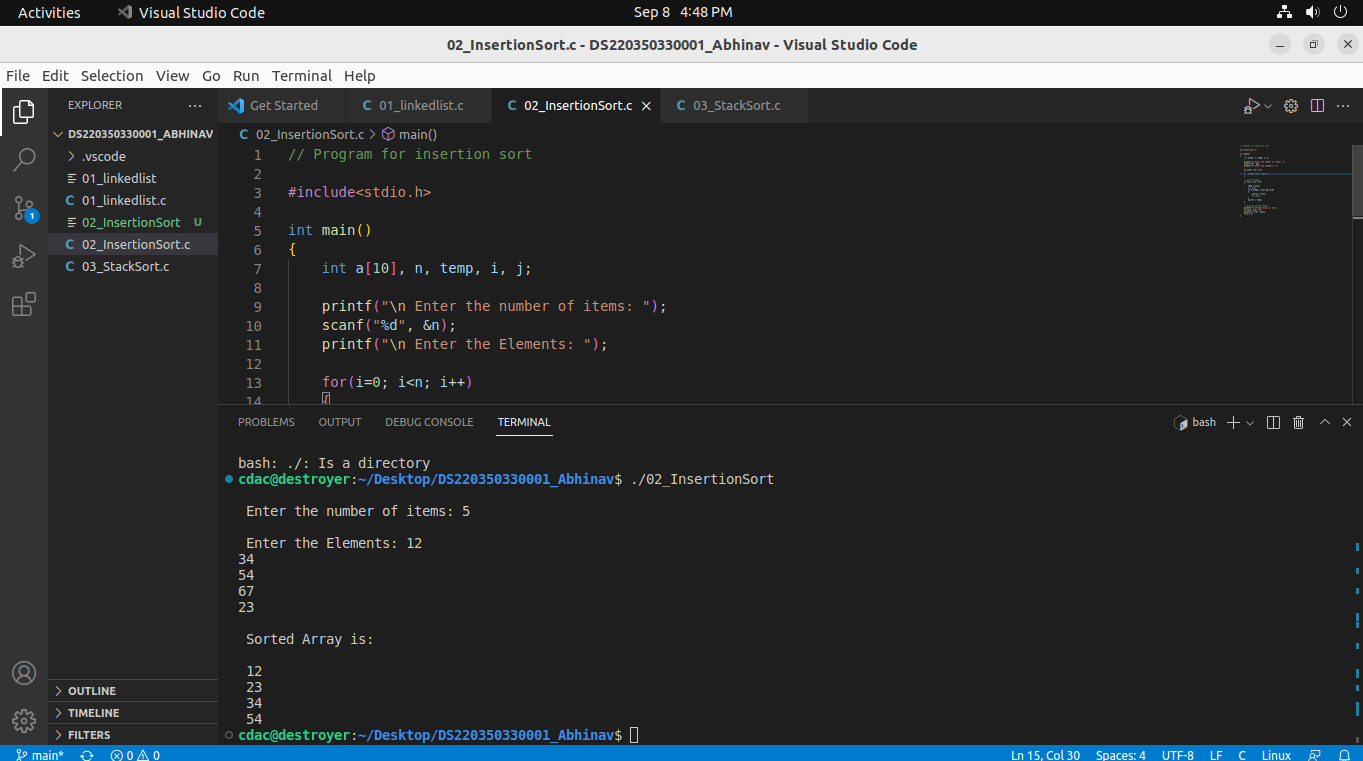 Activities Visual Studio Code Sep 8 4:48 PM
02_InsertionSort.c - DS220350330001_Abhinav - Visual Studio Code
File Edit Selection View Go Run Terminal Help
EXPLORER
DS220350330001_ABHINAV
.vscode
01_linkedlist
C 01_linkedlist.c
02_InsertionSort U
C 02_InsertionSort.c
C 03_StackSort.c
OUTLINE
TIMELINE
FILTERS
1
Get Started C 01_linkedlist.c C 02_InsertionSort.c C 03_StackSort.c
C 02_InsertionSort.c > main()
1 // Program for insertion sort
2
3 #include<stdio.h>
4
5 int main()
6 {
7 int a[10], n, temp, i, j;
8
9 printf("\n Enter the number of items: ");
10 scanf("%d", &n);
11 printf("\n Enter the Elements: ");
12
13 for(i=0; i<n; i++)
14 {
PROBLEMS OUTPUT DEBUG CONSOLE TERMINAL bash
bash: ./: Is a directory
cdac@destroyer:~/Desktop/DS220350330001_Abhinav$ ./02_InsertionSort
Enter the number of items: 5
Enter the Elements: 12
34
54
67
23
Sorted Array is:
12
23
34
54
cdac@destroyer:~/Desktop/DS220350330001_Abhinav$
main* 0 0 Ln 15, Col 30 Spaces: 4 UTF-8 LF C Linux